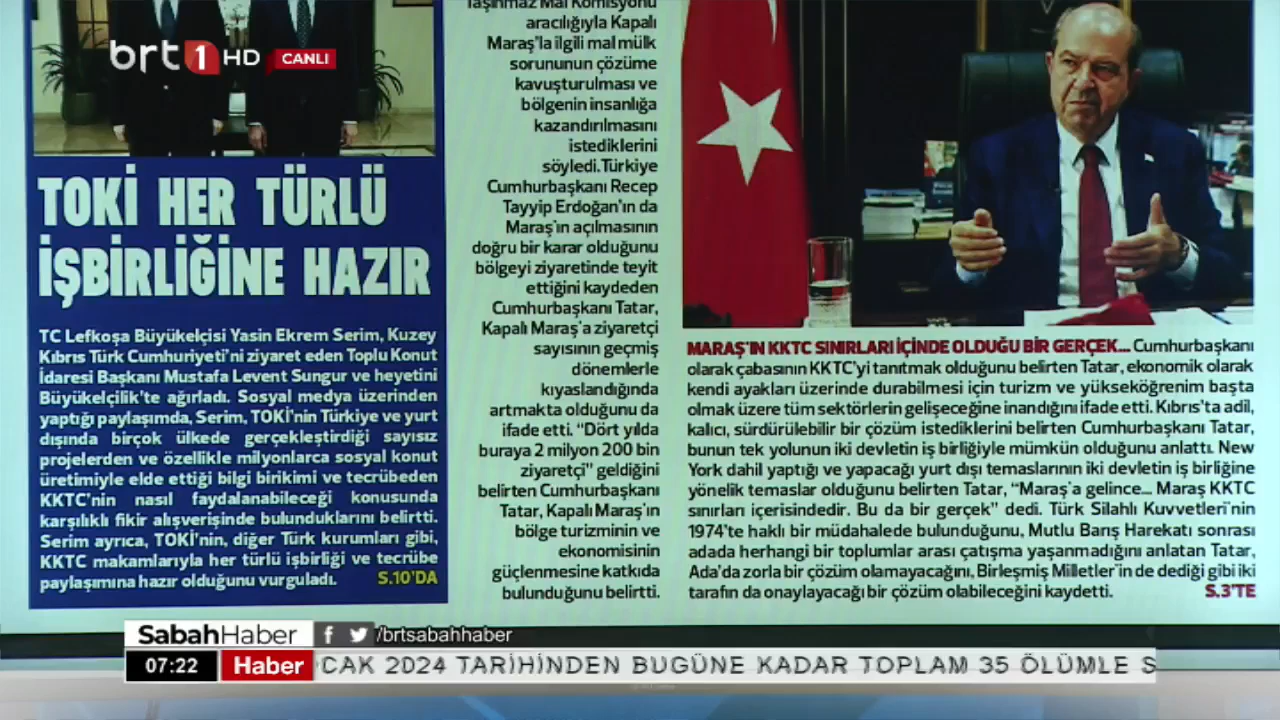 brt 1 HD CANLI
TOKİ HER TÜRLÜ
İŞBİRLİĞİNE HAZIR
TC Lefkoşa Büyükelçisi Yasin Ekrem Serim, Kuzey
Kıbrıs Türk Cumhuriyeti'ni ziyaret eden Toplu Konut
İdaresi Başkanı Mustafa Levent Sungur ve heyetini
Büyükelçilik'te ağırladı. Sosyal medya üzerinden
yaptığı paylaşımda, Serim, TOKİ'nin Türkiye ve yurt
dışında birçok ülkede gerçekleştirdiği sayısız
projelerden ve özellikle milyonlarca sosyal konut
üretimiyle elde ettiği bilgi birikimi ve tecrübeden
KKTC'nin nasıl faydalanabileceği konusunda
karşılıklı fikir alışverişinde bulunduklarını belirtti.
Serim ayrıca, TOKİ'nin, diğer Türk kurumları gibi,
KKTC makamlarıyla her türlü işbirliği ve tecrübe
paylaşımına hazır olduğunu vurguladı. S.10'DA
Taşınmaz Mal Komisyonu
aracılığıyla Kapalı
Maraş'la ilgili mal mülk
sorununun çözüme
kavuşturulması ve
bölgenin insanlığa
kazandırılmasını
istediklerini
söyledi.Türkiye
Cumhurbaşkanı Recep
Tayyip Erdoğan'ın da
Maraş'ın açılmasının
doğru bir karar olduğunu
bölgeyi ziyaretinde teyit
ettiğini kaydeden
Cumhurbaşkanı Tatar,
Kapalı Maraş'a ziyaretçi
sayısının geçmiş
dönemlerle
kıyaslandığında
artmakta olduğunu da
ifade etti. “Dört yılda
buraya 2 milyon 200 bin
ziyaretçi” geldiğini
belirten Cumhurbaşkanı
Tatar, Kapalı Maraş'ın
bölge turizminin ve
ekonomisinin
güçlenmesine katkıda
bulunduğunu belirtti.
MARAŞ'IN KKTC SINIRLARI İÇİNDE OLDUĞU BİR GERÇEK... Cumhurbaşkanı
olarak çabasının KKTC'yi tanıtmak olduğunu belirten Tatar, ekonomik olarak
kendi ayakları üzerinde durabilmesi için turizm ve yükseköğrenim başta
olmak üzere tüm sektörlerin gelişeceğine inandığını ifade etti. Kıbrıs'ta adil,
kalıcı, sürdürülebilir bir çözüm istediklerini belirten Cumhurbaşkanı Tatar,
bunun tek yolunun iki devletin iş birliğiyle mümkün olduğunu anlattı. New
York dahil yaptığı ve yapacağı yurt dışı temaslarının iki devletin iş birliğine
yönelik temaslar olduğunu belirten Tatar, “Maraş'a gelince... Maraş KKTC
sınırları içerisindedir. Bu da bir gerçek” dedi. Türk Silahlı Kuvvetleri'nin
1974'te haklı bir müdahalede bulunduğunu, Mutlu Barış Harekatı sonrası
adada herhangi bir toplumlar arası çatışma yaşanmadığını anlatan Tatar,
Ada'da zorla bir çözüm olamayacağını, Birleşmiş Milletler'in de dediği gibi iki
tarafın da onaylayacağı bir çözüm olabileceğini kaydetti. S.3'TE
SabahHaber f /brtsabahhaber
07:22 Haber OCAK 2024 TARİHİNDEN BUGÜNE KADAR TOPLAM 35 ÖLÜMLE S